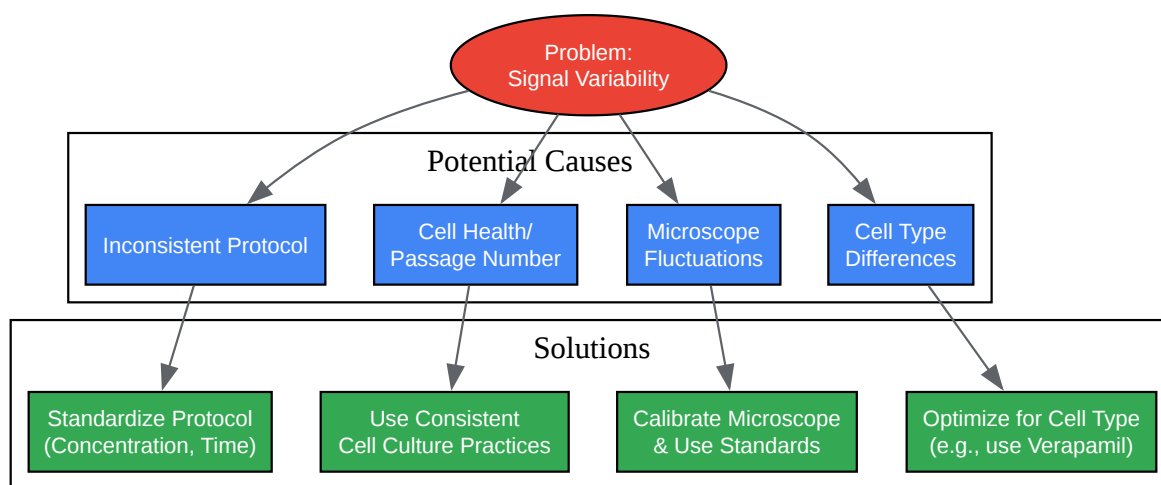 Problem:
Signal Variability
Potential Causes
Inconsistent Protocol
Cell Health/
Passage Number
Microscope
Fluctuations
Cell Type
Differences
Solutions
Standardize Protocol
(Concentration, Time)
Use Consistent
Cell Culture Practices
Calibrate Microscope
& Use Standards
Optimize for Cell Type
(e.g., use Verapamil)